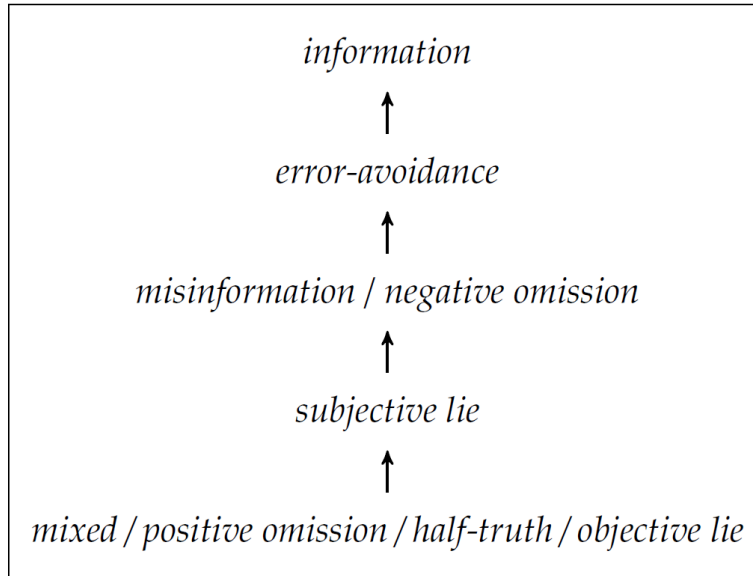 information
error-avoidance
misinformation / negative omission
subjective lie
mixed / positive omission / half-truth / objective lie